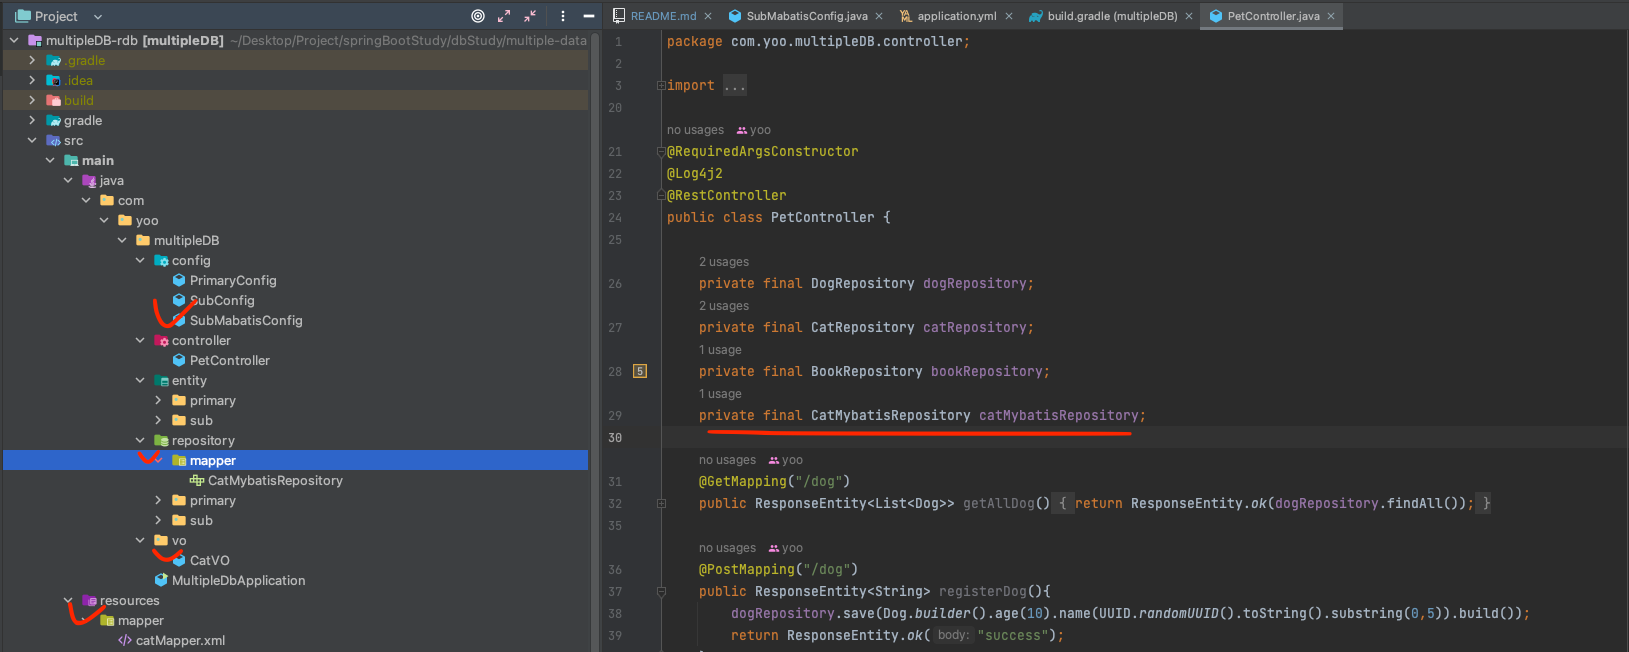 Project
README.md
SubMabatisConfig.java
application.yml
build.gradle (multipleDB)
PetController.java
multipleDB-rdb [multipleDB] ~/Desktop/Project/springBootStudy/dbStudy/multiple-data
.gradle
.idea
build
gradle
src
main
java
com
yoo
multipleDB
config
PrimaryConfig
SubConfig
SubMabatisConfig
controller
PetController
entity
primary
sub
repository
mapper
CatMybatisRepository
primary
sub
vo
CatVO
MultipleDbApplication
resources
mapper
catMapper.xml
1 package com.yoo.multipleDB.controller;
2
3 import ...
20
no usages yoo
21 @RequiredArgsConstructor
22 @Log4j2
23 @RestController
24 public class PetController {
25
2 usages
26 private final DogRepository dogRepository;
2 usages
27 private final CatRepository catRepository;
1 usage
28 5 private final BookRepository bookRepository;
1 usage
29 private final CatMybatisRepository catMybatisRepository;
30
no usages yoo
31 @GetMapping("/dog")
32 public ResponseEntity<List<Dog>> getAllDog() { return ResponseEntity.ok(dogRepository.findAll()); }
35
no usages yoo
36 @PostMapping("/dog")
37 public ResponseEntity<String> registerDog(){
38 dogRepository.save(Dog.builder().age(10).name(UUID.randomUUID().toString().substring(0,5)).build());
39 return ResponseEntity.ok( body: "success");